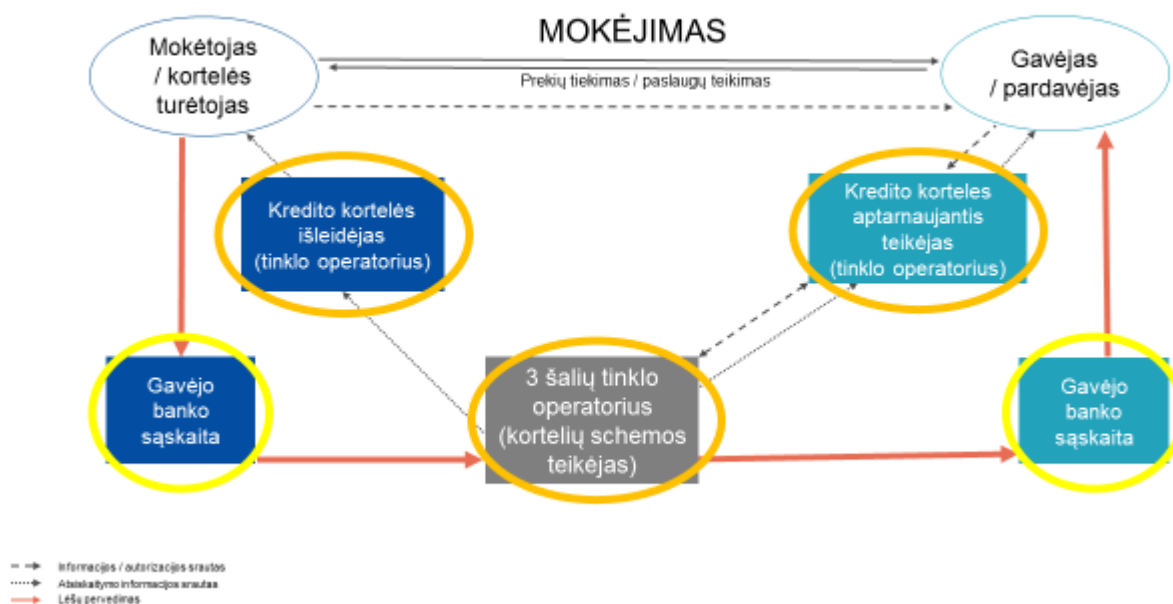 MOKĖJIMAS
Mokėtojas
/ kortelės
turėtojas
Prekių tiekimas / paslaugų teikimas
Gavėjas
/ pardavėjas
Kredito kortelės
išleidėjas
(tinklo operatorius)
Kredito korteles
aptarnaujantis
teikėjas
(tinklo operatorius)
Gavėjo
banko
sąskaita
3 šalių tinklo
operatorius
(kortelių schemos
teikėjas)
Gavėjo
banko
sąskaita
Informacijos / autorizacijos srautas
Atsiskaitymo informacijos srautas
Lėšų pervedimas